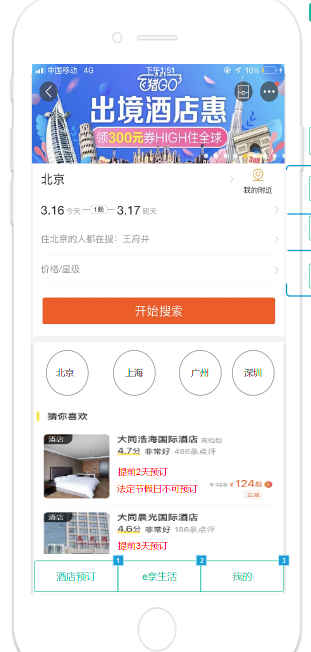 中国移动 4G 下午1:51 10%
飞猪GO
出境酒店惠
领300元券HIGH住全球
北京
我的附近
3.16 今天 1晚 3.17 明天
住北京的人都在搜：王府井
价格/星级
开始搜索
北京 上海 广州 深圳
猜你喜欢
酒店
大同浩海国际酒店 高档型
4.7分 非常好 486条点评
提前2天预订
法定节假日不可预订
¥126 ¥124起
立减
酒店
大同晨光国际酒店
4.6分 非常好 486条点评
提前3天预订
1 2 3
酒店预订 e享生活 我的